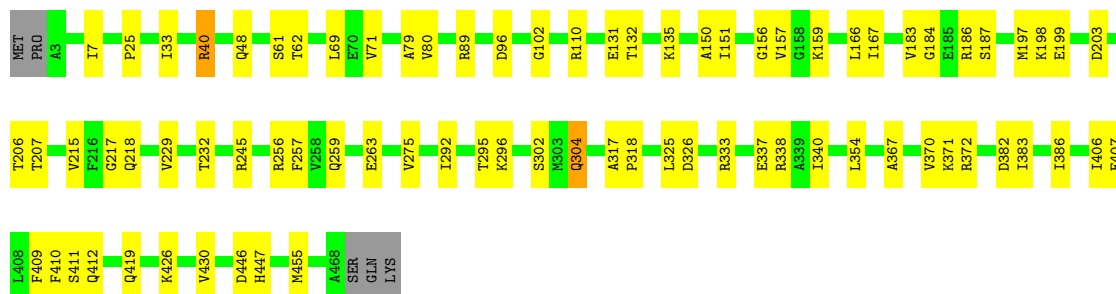 MET PRO A3 I7 P25 I33 R40 Q48 S61 T62 L69 E70 V71 A79 V80 R89 D96 G102 R110 E131 T132 K135 A150 I151 G156 V157 G158 K159 L166 I167 V183 G184 E185 R186 S187 M197 K198 E199 D203
T206 T207 V215 F216 G217 Q218 V229 T232 R245 R256 F257 V258 Q259 E263 V275 I292 T295 K296 S302 M303 Q304 A317 P318 L325 D326 R333 E337 R338 A339 I340 L354 A367 V370 K371 R372 D382 I383 I386 I406 E407
L408 F409 F410 S411 Q412 Q419 K426 V430 D446 H447 M455 A468 SER GLN LYS